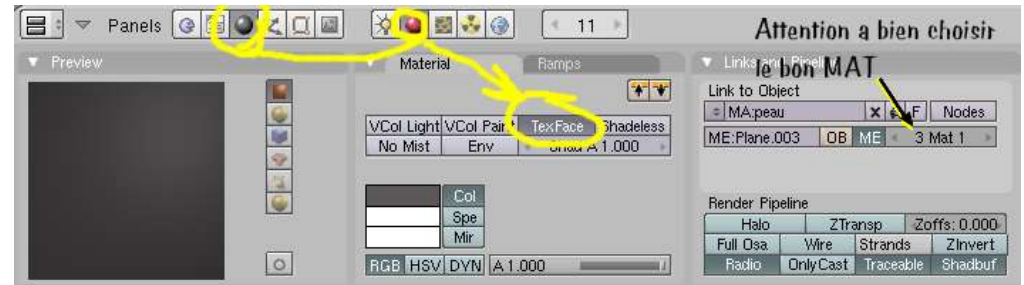 Panels
11
Attention a bien choisir
le bon MAT
Preview
Material
Ramps
Links and Pipeline
Link to Object
MA:peau
X
F
Nodes
ME:Plane.003
OB
ME
3 Mat 1
VCol Light
VCol Paint
TexFace
Shadeless
No Mist
Env
Shad A 1.000
Col
Spe
Mir
RGB
HSV
DYN
A 1.000
Render Pipeline
Halo
ZTransp
Zoffs: 0.000
Full Osa
Wire
Strands
ZInvert
Radio
OnlyCast
Traceable
Shadbuf